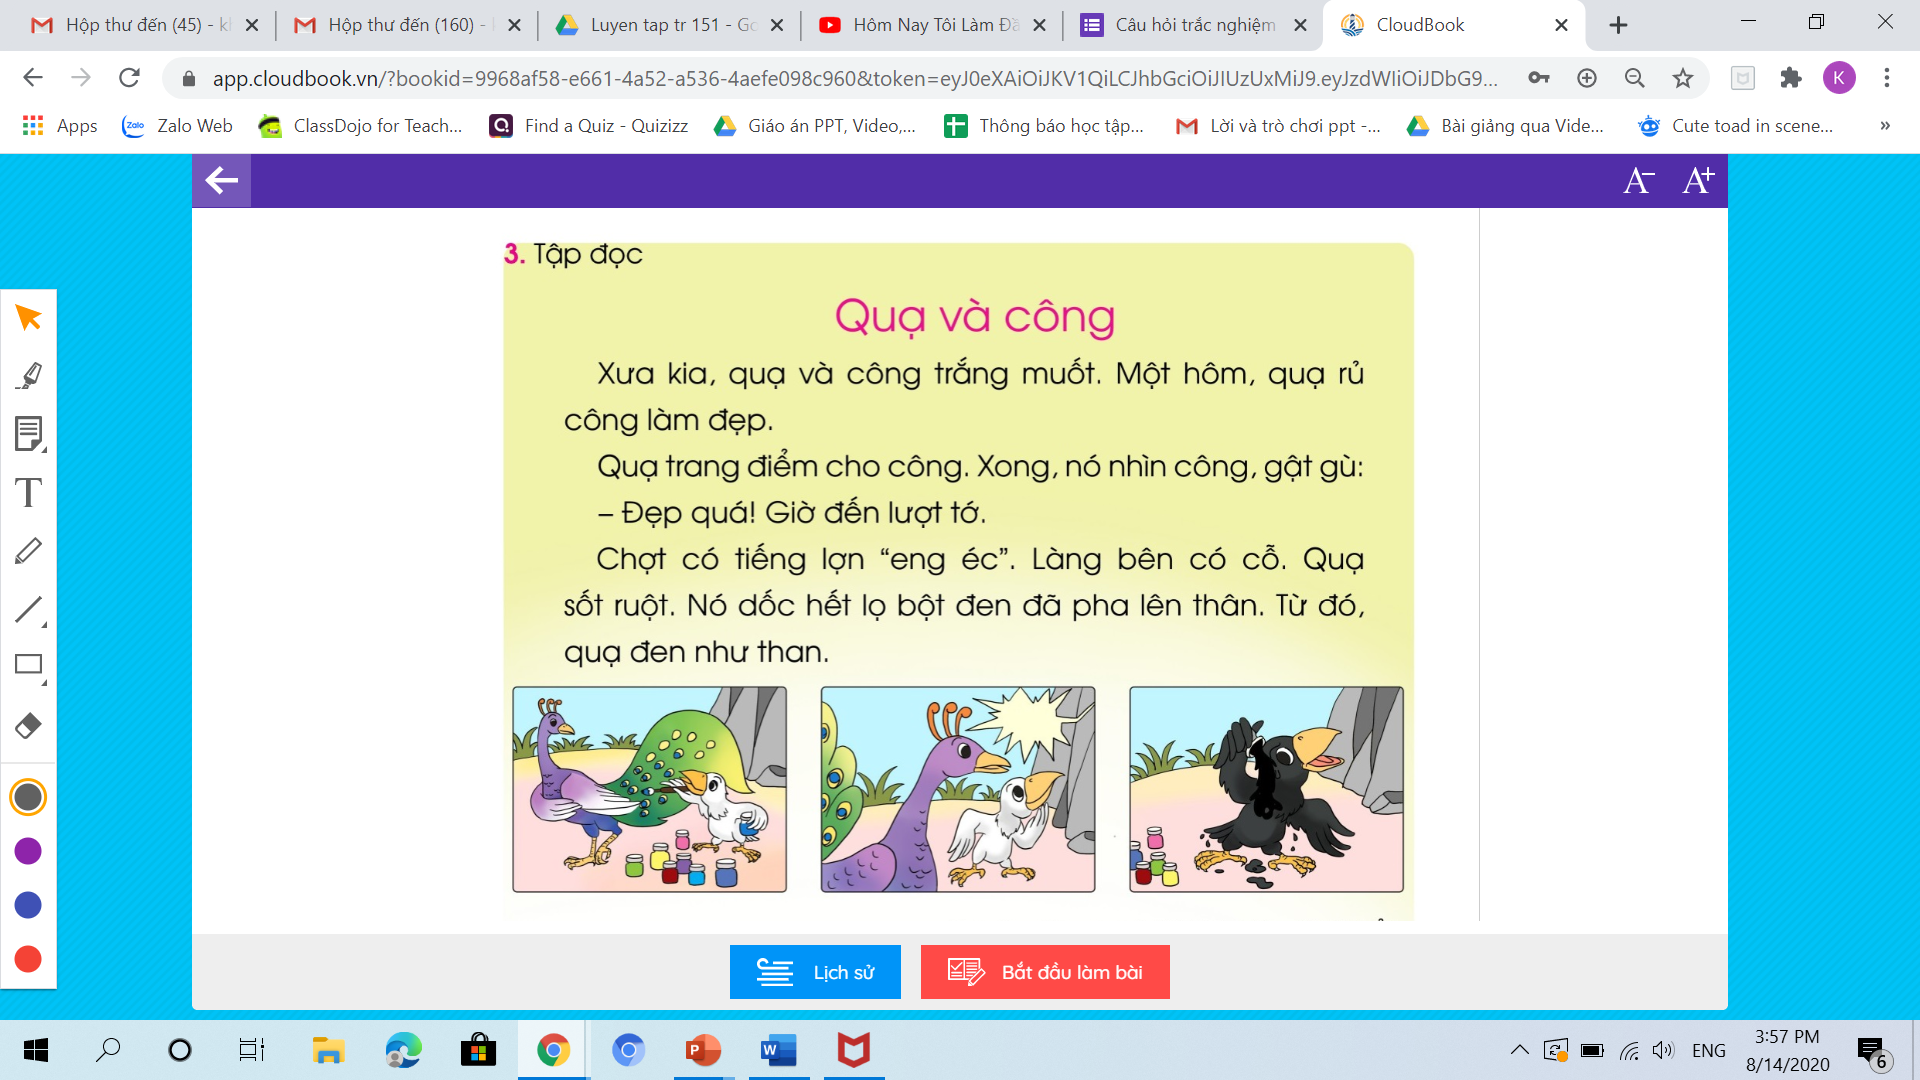 Hộp thư đến (45) - kh
Hộp thư đến (160) -
Luyen tap tr 151 - Go
Hôm Nay Tôi Làm Đầ
Câu hỏi trắc nghiệm
CloudBook
app.cloudbook.vn/?bookid=9968af58-e661-4a52-a536-4aefe098c960&token=eyJ0eXAiOiJKV1QiLCJhbGciOiJIUzUxMiJ9.eyJzdWIiOiJDbG9...
K
Apps
Zalo Web
ClassDojo for Teach...
Find a Quiz - Quizizz
Giáo án PPT, Video,...
Thông báo học tập...
Lời và trò chơi ppt -...
Bài giảng qua Vide...
Cute toad in scene...
»
A-
A+
3. Tập đọc
Quạ và công
Xưa kia, quạ và công trắng muốt. Một hôm, quạ rủ
công làm đẹp.
Quạ trang điểm cho công. Xong, nó nhìn công, gật gù:
– Đẹp quá! Giờ đến lượt tớ.
Chợt có tiếng lợn “eng éc”. Làng bên có cỗ. Quạ
sốt ruột. Nó dốc hết lọ bột đen đã pha lên thân. Từ đó,
quạ đen như than.
T
Lịch sử
Bắt đầu làm bài
ENG
3:57 PM
8/14/2020
6